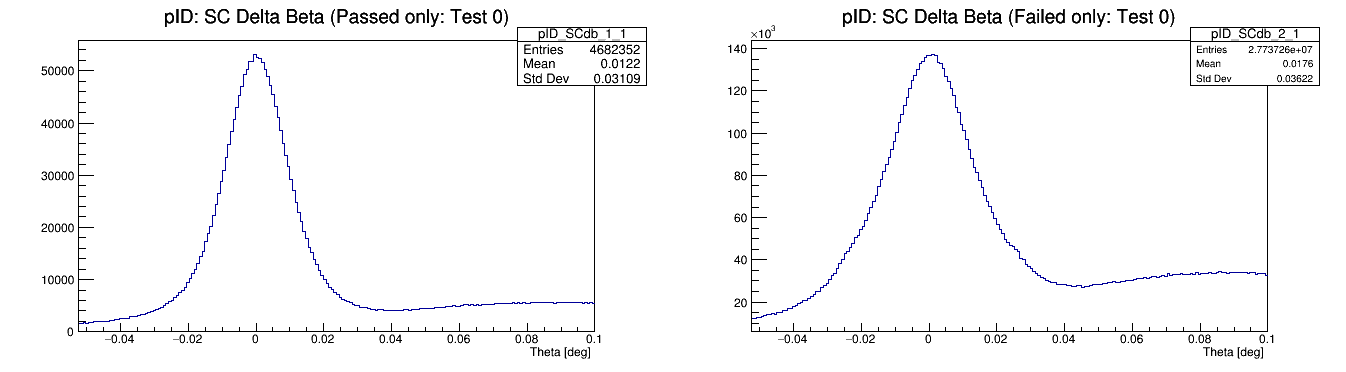 pID: SC Delta Beta (Passed only: Test 0)
pID_SCdb_1_1
Entries 4682352
Mean 0.0122
Std Dev 0.03109
50000
40000
30000
20000
10000
0
−0.04 −0.02 0 0.02 0.04 0.06 0.08 0.1
Theta [deg]
pID: SC Delta Beta (Failed only: Test 0)
×10³
pID_SCdb_2_1
Entries 2.773726e+07
Mean 0.0176
Std Dev 0.03622
140
120
100
80
60
40
20
−0.04 −0.02 0 0.02 0.04 0.06 0.08 0.1
Theta [deg]